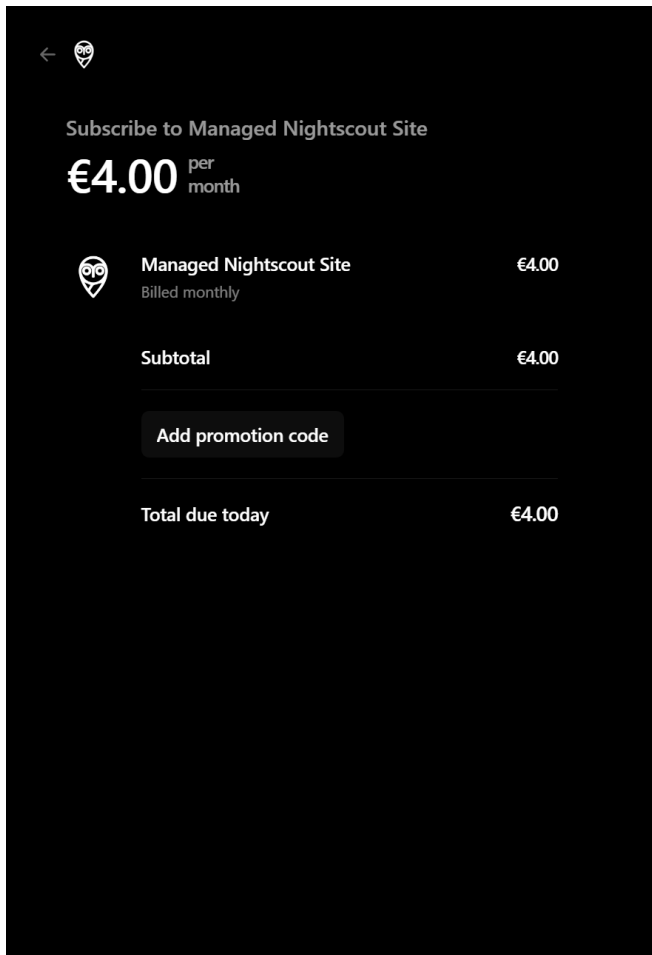 Subscribe to Managed Nightscout Site
€4.00 per
month
Managed Nightscout Site €4.00
Billed monthly
Subtotal €4.00
Add promotion code
Total due today €4.00